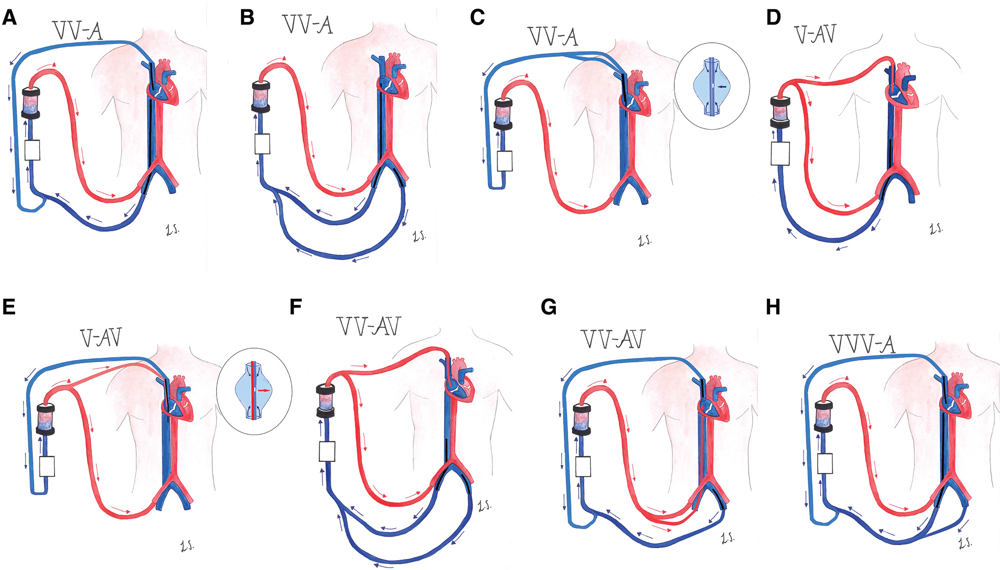 A
VV-A
B
VV-A
C
VV-A
D
V-AV
L.S.
L.S.
L.S.
L.S.
E
V-AV
F
VV-AV
G
VV-AV
H
VVV-A
L.S.
L.S.
L.S.
L.S.